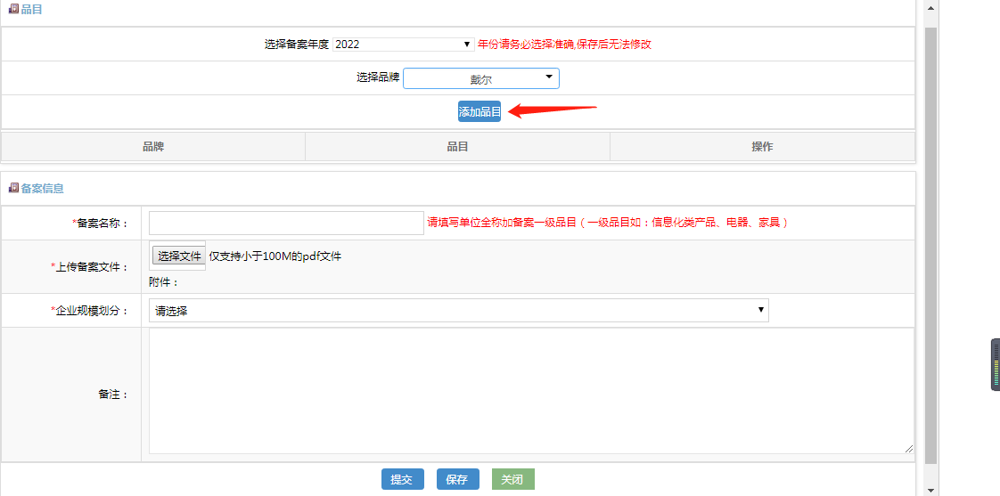 品目
选择备案年度 2022 年份请务必选择准确,保存后无法修改
选择品牌 戴尔
添加品目
品牌 品目 操作
备案信息
*备案名称： 请填写单位全称加备案一级品目（一级品目如：信息化类产品、电器、家具）
*上传备案文件： 选择文件 仅支持小于100M的pdf文件
附件：
*企业规模划分： 请选择
备注：
提交 保存 关闭